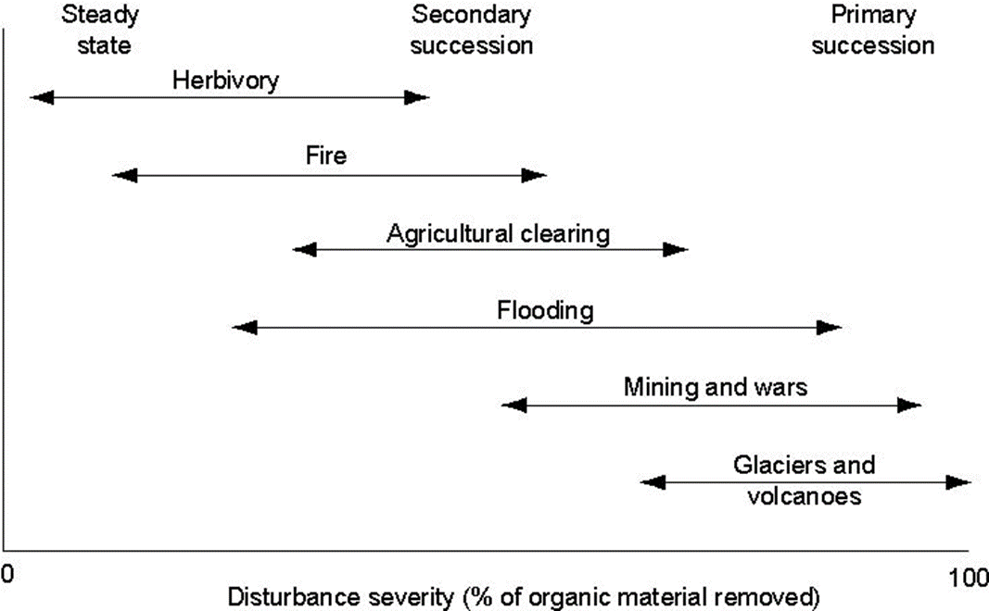 Steady
state
Secondary
succession
Primary
succession
Herbivory
Fire
Agricultural clearing
Flooding
Mining and wars
Glaciers and
volcanoes
0
100
Disturbance severity (% of organic material removed)